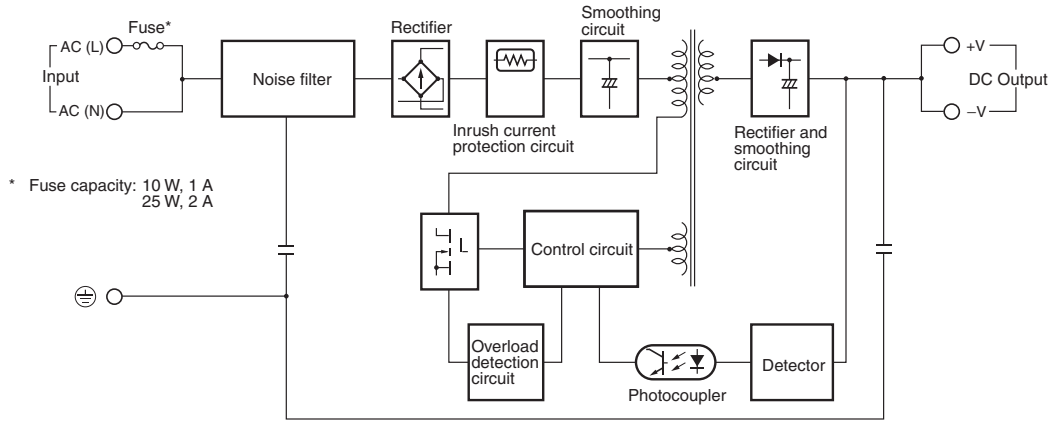 Fuse*
AC (L)
Input
AC (N)
Noise filter
Rectifier
Inrush current
protection circuit
Smoothing
circuit
Rectifier and
smoothing
circuit
+V
DC Output
–V
* Fuse capacity: 10 W, 1 A
25 W, 2 A
Control circuit
Overload
detection
circuit
Photocoupler
Detector